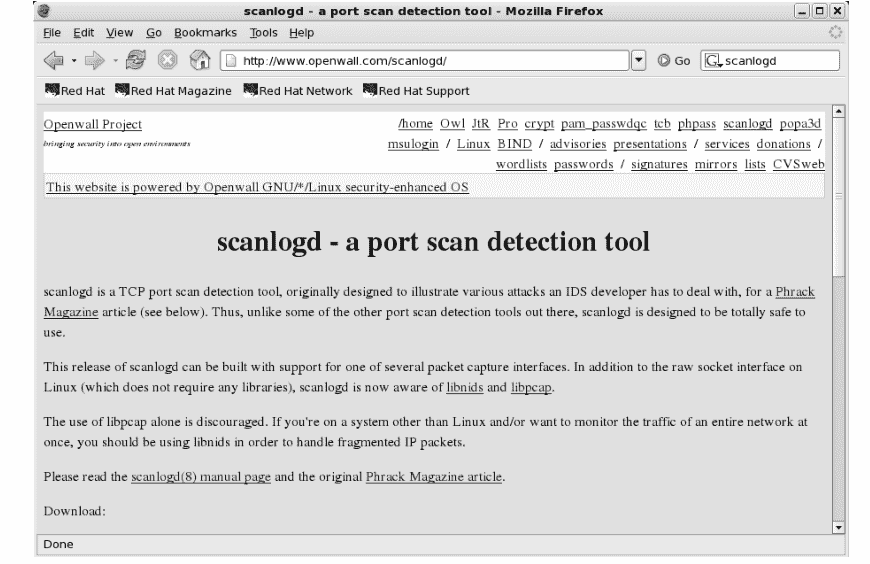 scanlogd - a port scan detection tool - Mozilla Firefox
File Edit View Go Bookmarks Tools Help
http://www.openwall.com/scanlogd/
Go
G scanlogd
Red Hat Red Hat Magazine Red Hat Network Red Hat Support
Openwall Project
bringing security into open environments
/home Owl JtR Pro crypt pam_passwdqc tcb phpass scanlogd popa3d
msulogin / Linux BIND / advisories presentations / services donations /
wordlists passwords / signatures mirrors lists CVSweb
This website is powered by Openwall GNU/*/Linux security-enhanced OS
scanlogd - a port scan detection tool
scanlogd is a TCP port scan detection tool, originally designed to illustrate various attacks an IDS developer has to deal with, for a Phrack
Magazine article (see below). Thus, unlike some of the other port scan detection tools out there, scanlogd is designed to be totally safe to
use.
This release of scanlogd can be built with support for one of several packet capture interfaces. In addition to the raw socket interface on
Linux (which does not require any libraries), scanlogd is now aware of libnids and libpcap.
The use of libpcap alone is discouraged. If you're on a system other than Linux and/or want to monitor the traffic of an entire network at
once, you should be using libnids in order to handle fragmented IP packets.
Please read the scanlogd(8) manual page and the original Phrack Magazine article.
Download:
Done